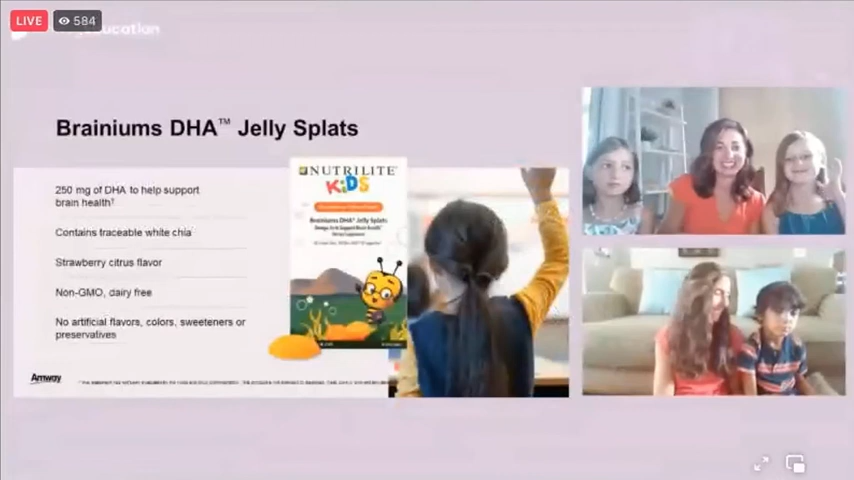 LIVE 584
education
Brainiums DHA™ Jelly Splats
250 mg of DHA to help support
brain health†
Contains traceable white chia
Strawberry citrus flavor
Non-GMO, dairy free
No artificial flavors, colors, sweeteners or
preservatives
Amway
NUTRILITE
KiDS
Brainiums DHA Jelly Splats